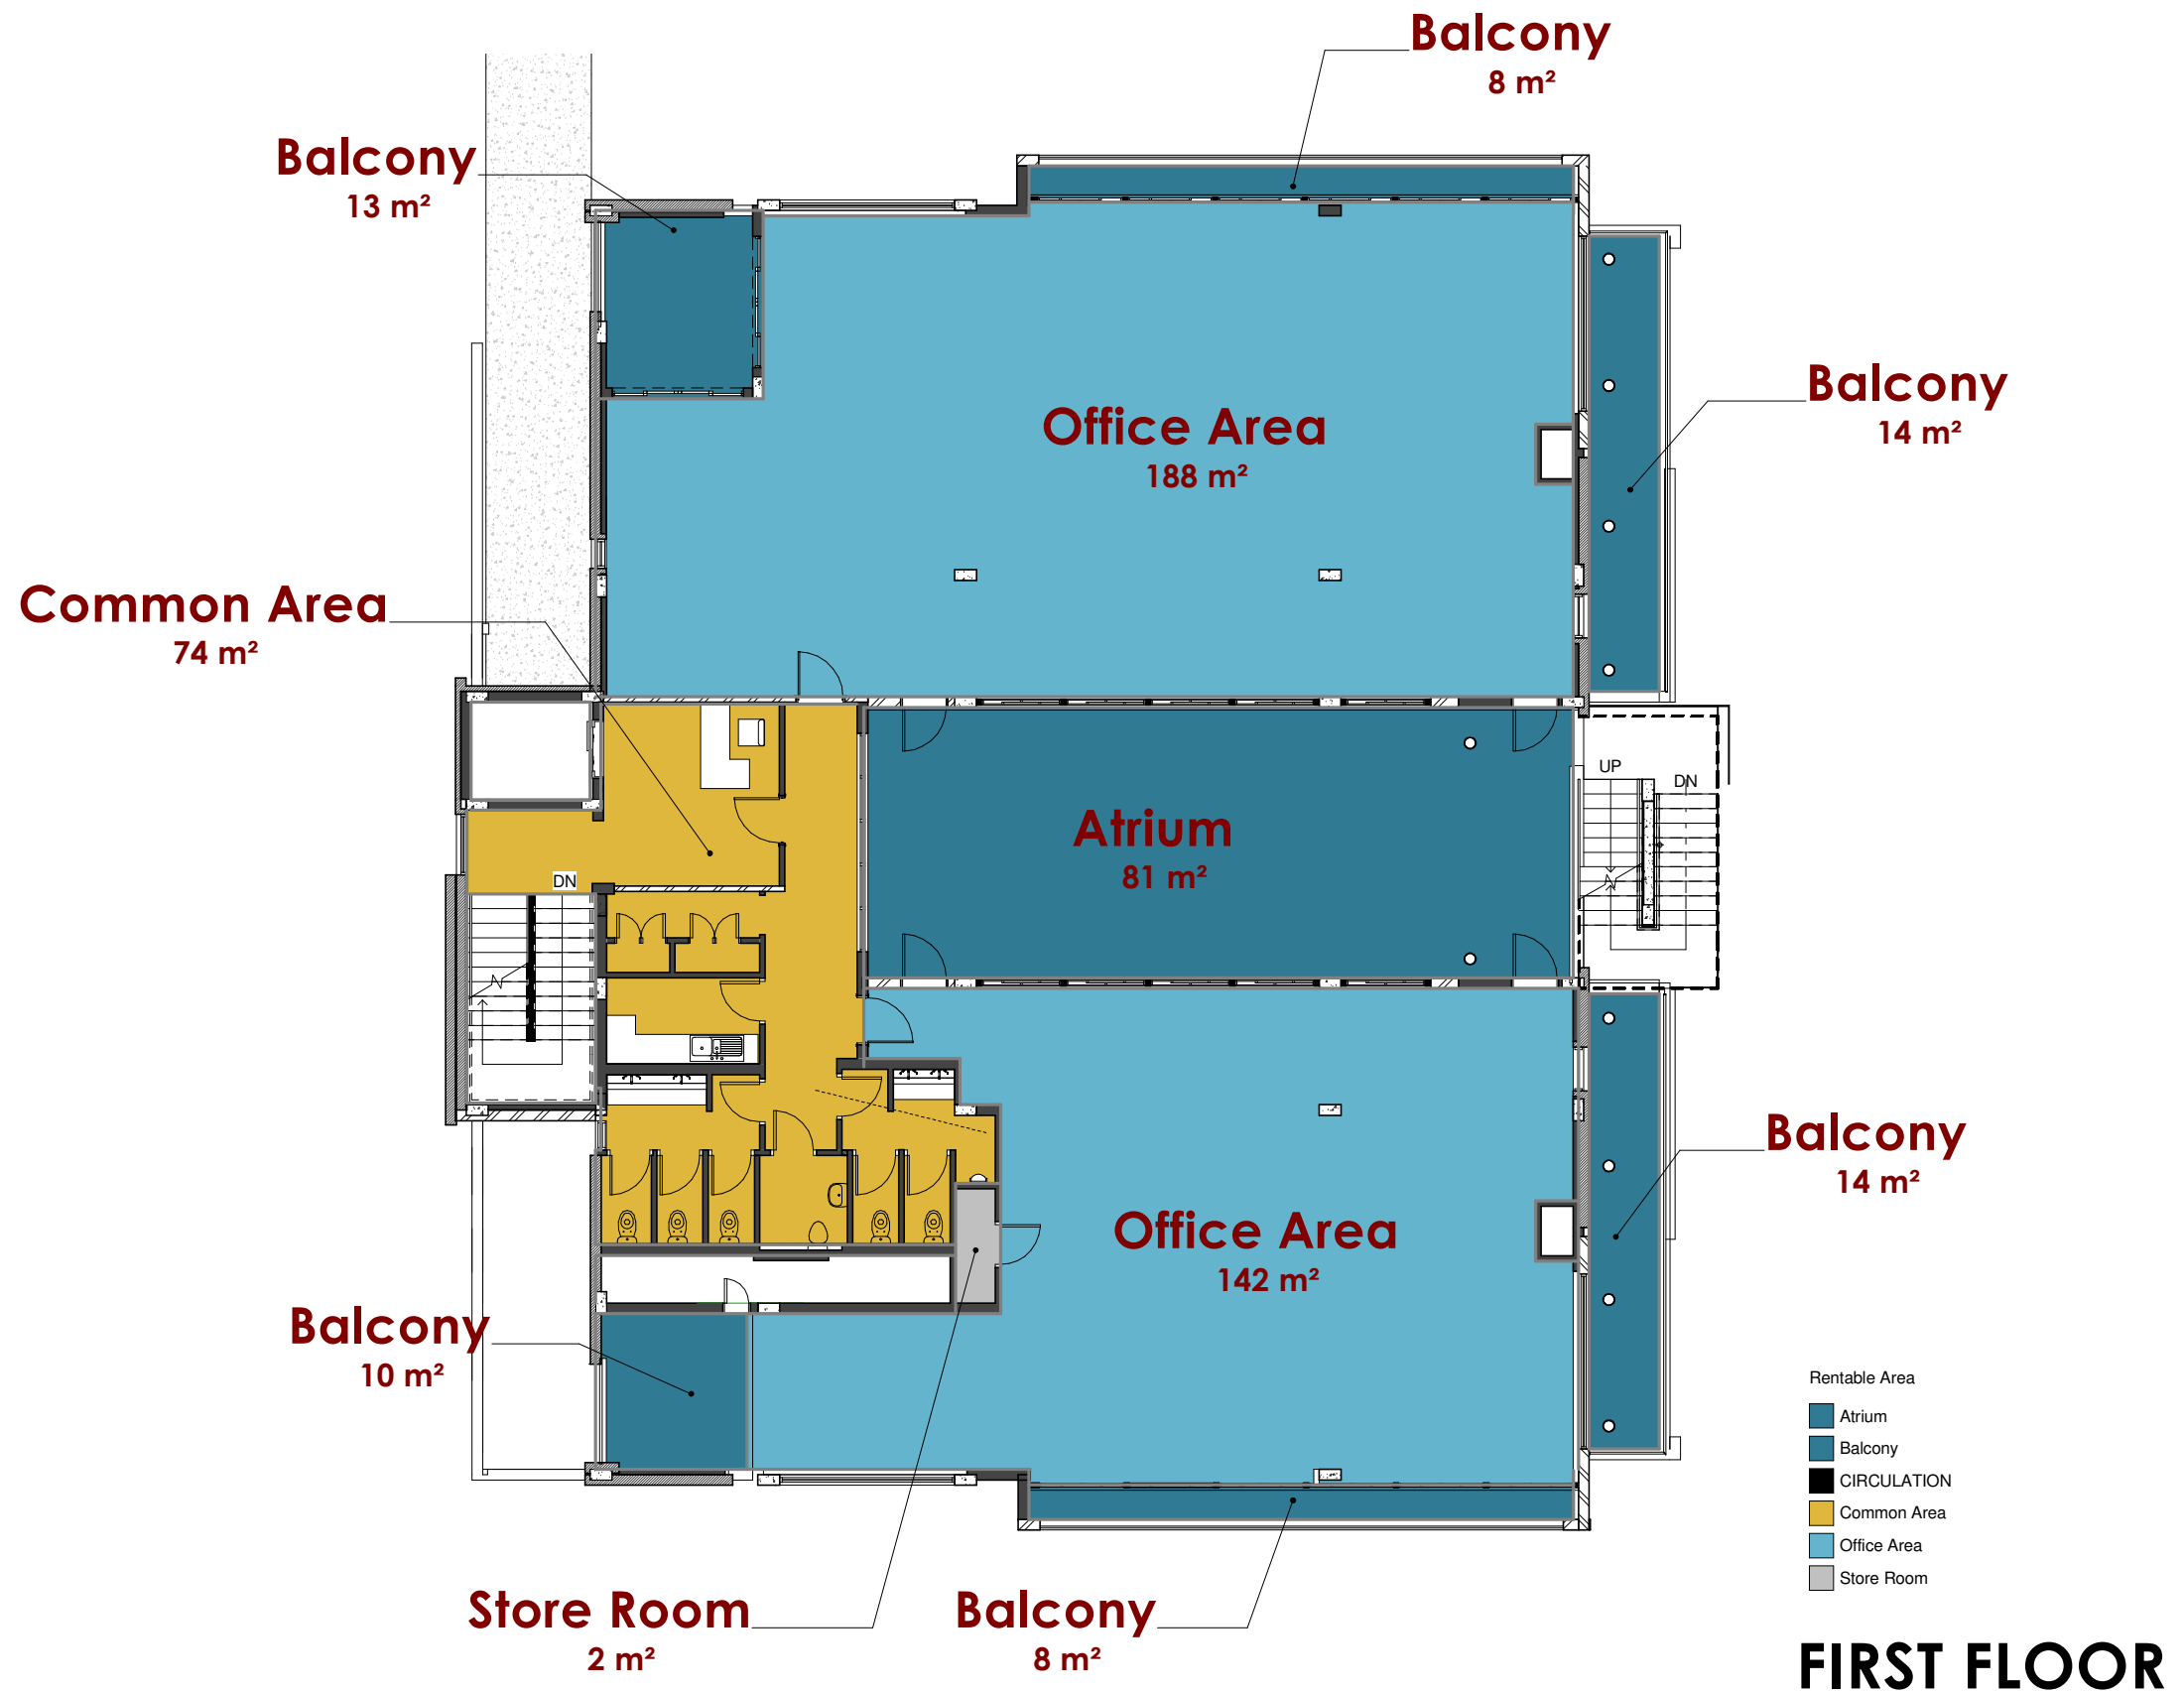 Balcony
8 m²
Balcony
13 m²
Balcony
14 m²
Office Area
188 m²
Common Area
74 m²
UP
DN
Atrium
81 m²
DN
Balcony
14 m²
Office Area
142 m²
Balcony
10 m²
Rentable Area
Atrium
Balcony
CIRCULATION
Common Area
Office Area
Store Room
Store Room
2 m²
Balcony
8 m²
FIRST FLOOR